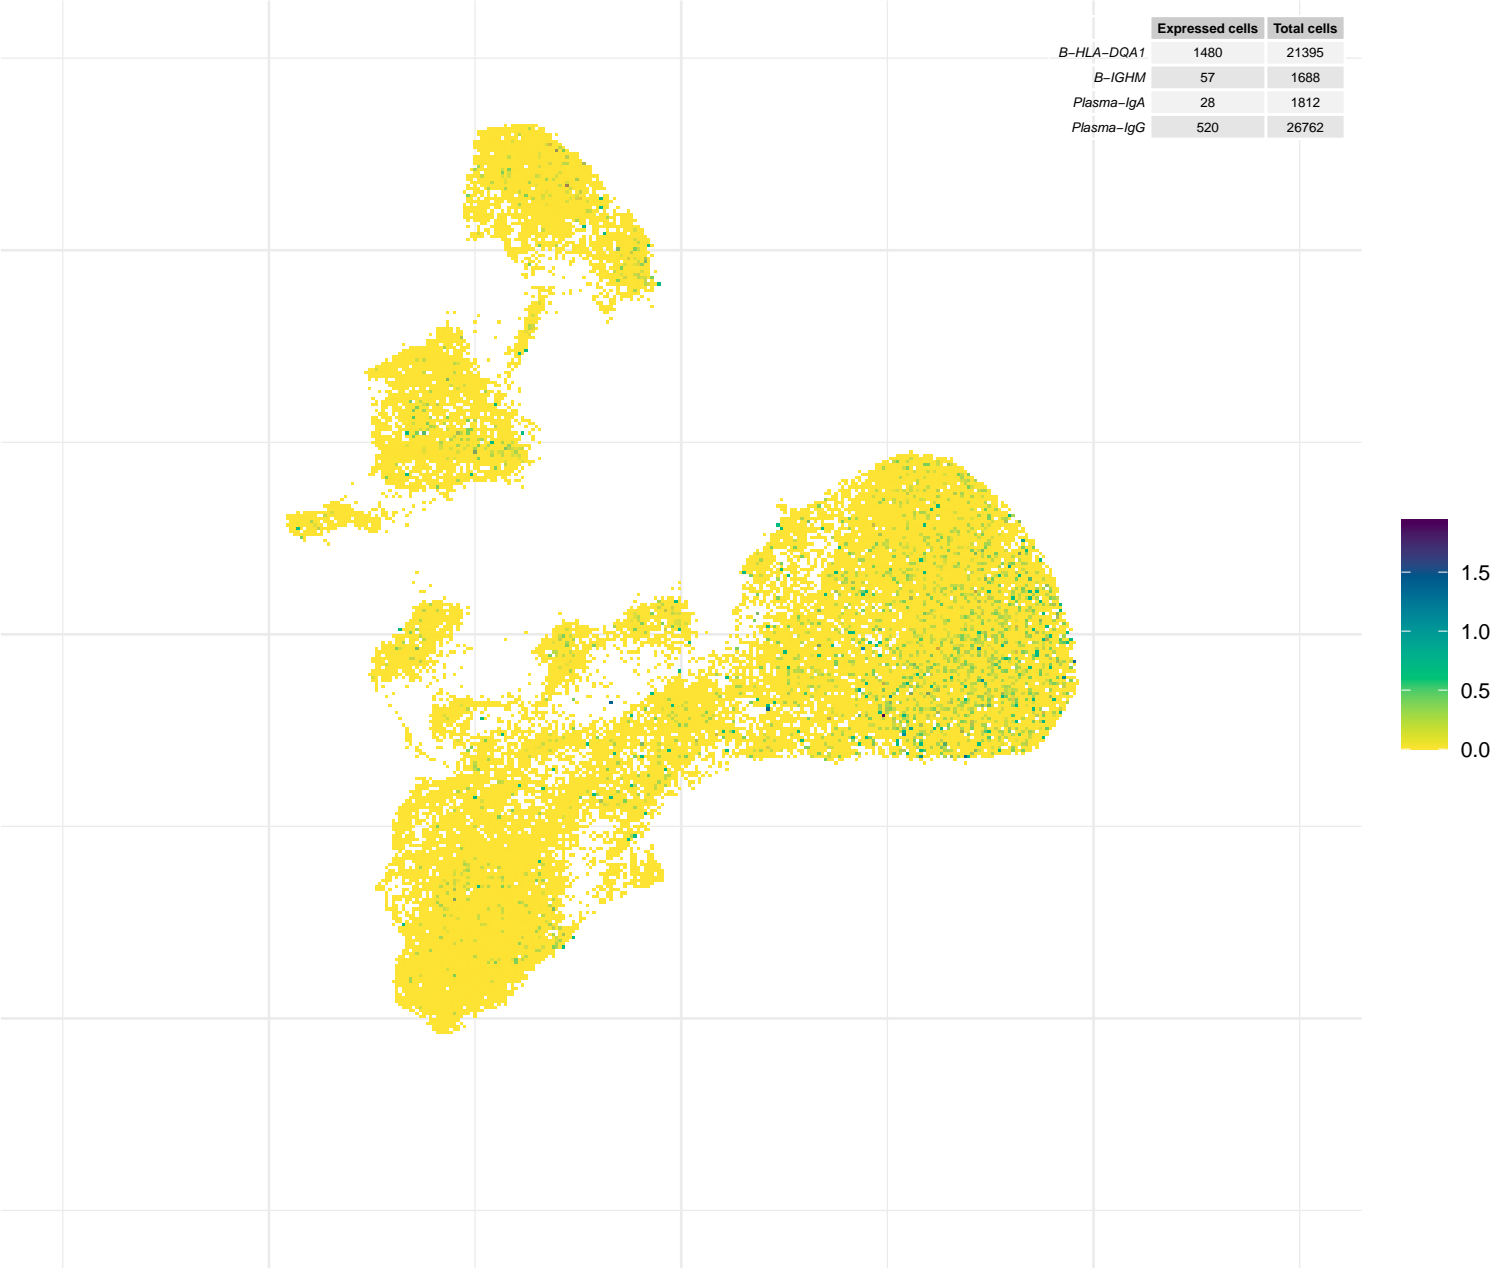 Expressed cells Total cells
B−HLA−DQA1 1480 21395
B−IGHM 57 1688
Plasma−IgA 28 1812
Plasma−IgG 520 26762
1.5
1.0
0.5
0.0